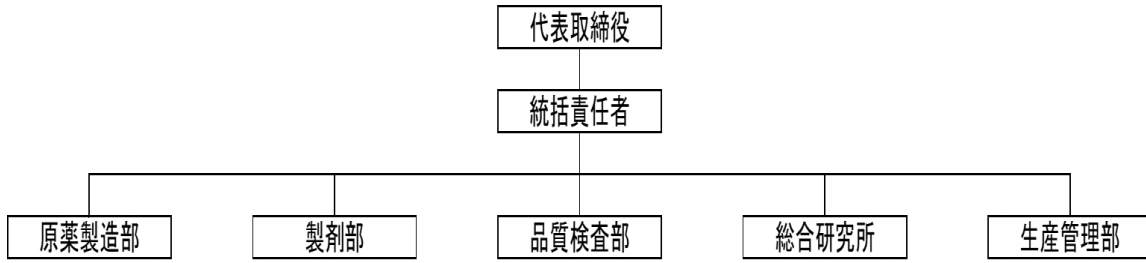 代表取締役
統括責任者
原薬製造部
製剤部
品質検査部
総合研究所
生産管理部